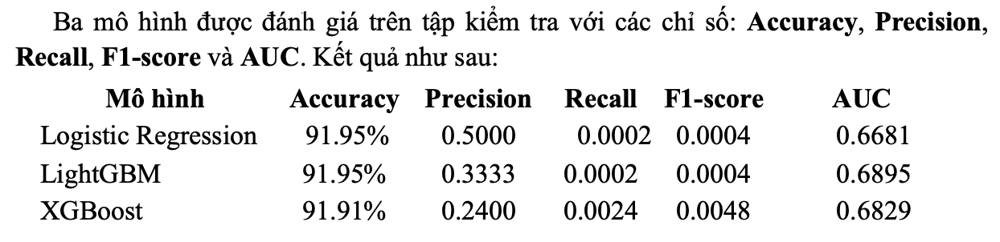 Ba mô hình được đánh giá trên tập kiểm tra với các chỉ số: Accuracy, Precision,
Recall, F1-score và AUC. Kết quả như sau:
Mô hình Accuracy Precision Recall F1-score AUC
Logistic Regression 91.95% 0.5000 0.0002 0.0004 0.6681
LightGBM 91.95% 0.3333 0.0002 0.0004 0.6895
XGBoost 91.91% 0.2400 0.0024 0.0048 0.6829